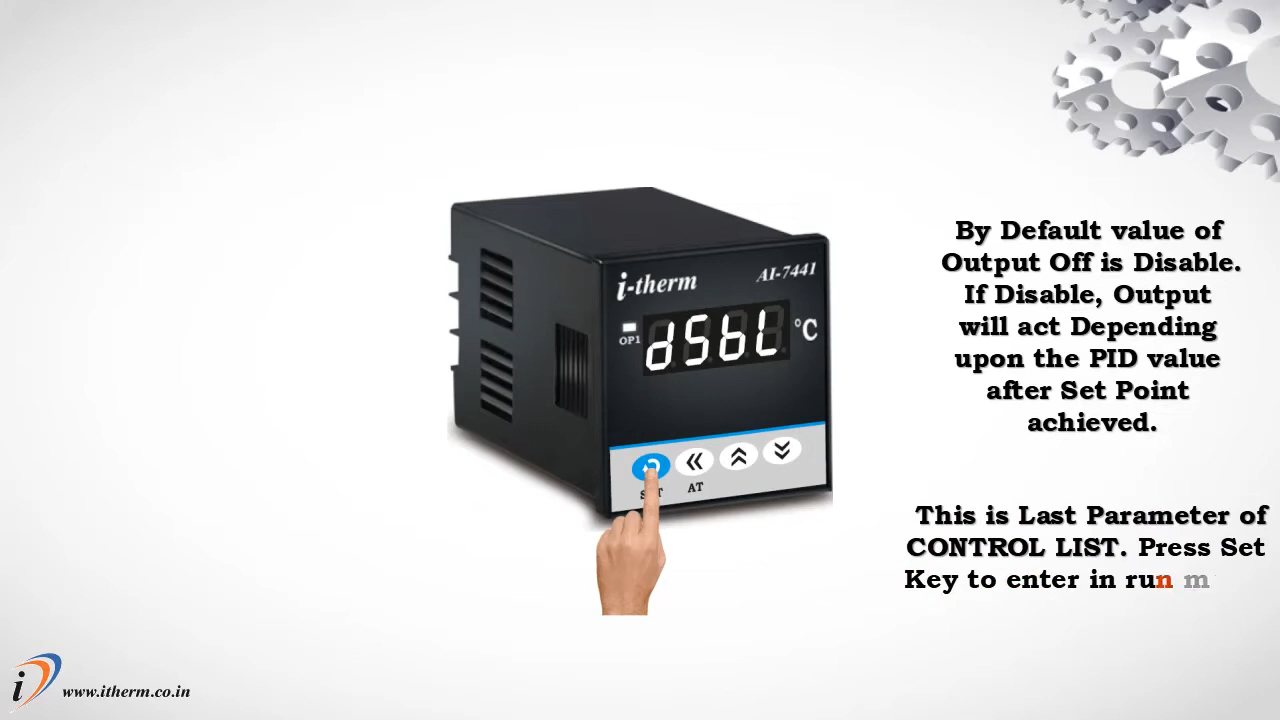 i-therm
AI-7441
OP1
dSbL
°C
AT
By Default value of
Output Off is Disable.
If Disable, Output
will act Depending
upon the PID value
after Set Point
achieved.
This is Last Parameter of
CONTROL LIST. Press Set
Key to enter in run m
i
www.itherm.co.in